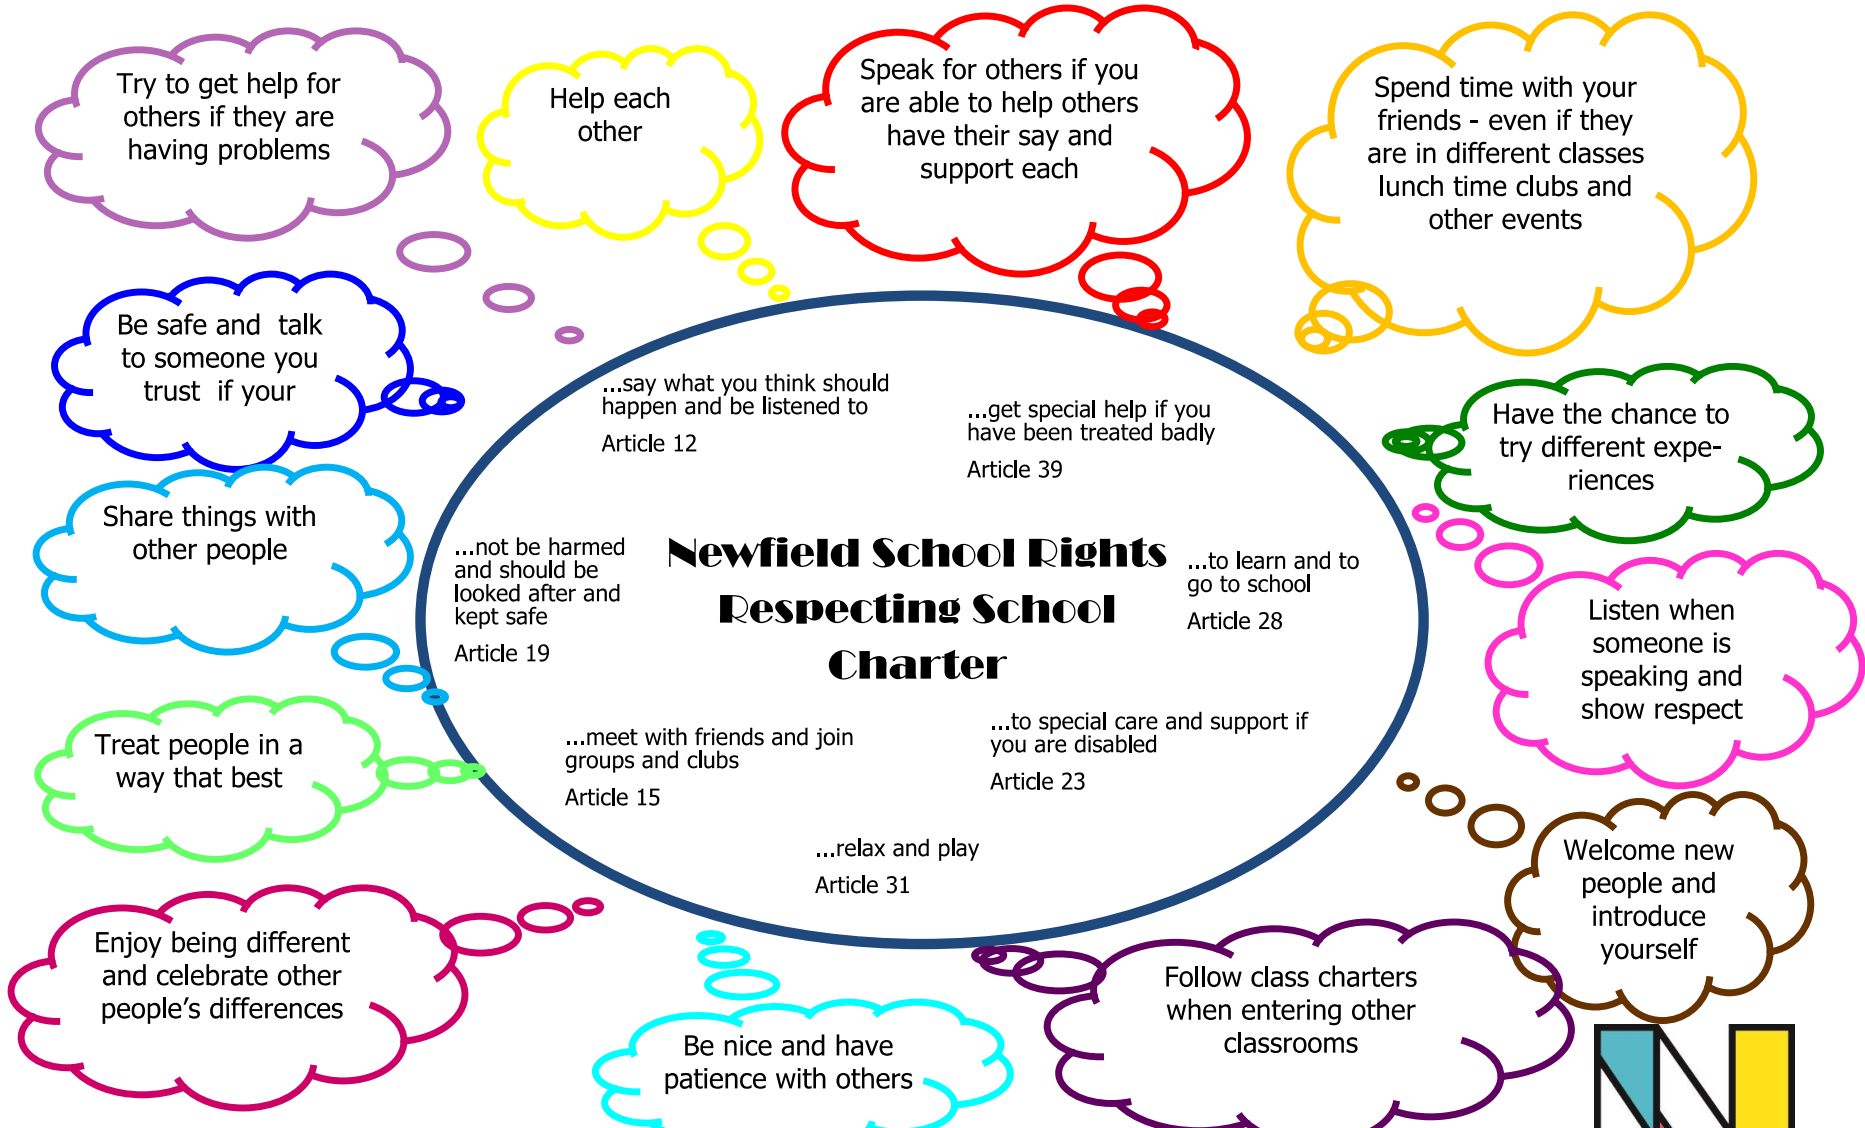 Try to get help for
others if they are
having problems
Help each
other
Speak for others if you
are able to help others
have their say and
support each
Spend time with your
friends - even if they
are in different classes
lunch time clubs and
other events
Be safe and  talk
to someone you
trust  if your
Have the chance to
try different expe-
riences
Share things with
other people
Listen when
someone is
speaking and
show respect
Treat people in a
way that best
Welcome new
people and
introduce
yourself
Enjoy being different
and celebrate other
people's differences
Be nice and have
patience with others
Follow class charters
when entering other
classrooms
...say what you think should
happen and be listened to
Article 12
...get special help if you
have been treated badly
Article 39
...not be harmed
and should be
looked after and
kept safe
Article 19
Newfield School Rights
Respecting School
Charter
...to learn and to
go to school
Article 28
...meet with friends and join
groups and clubs
Article 15
...to special care and support if
you are disabled
Article 23
...relax and play
Article 31